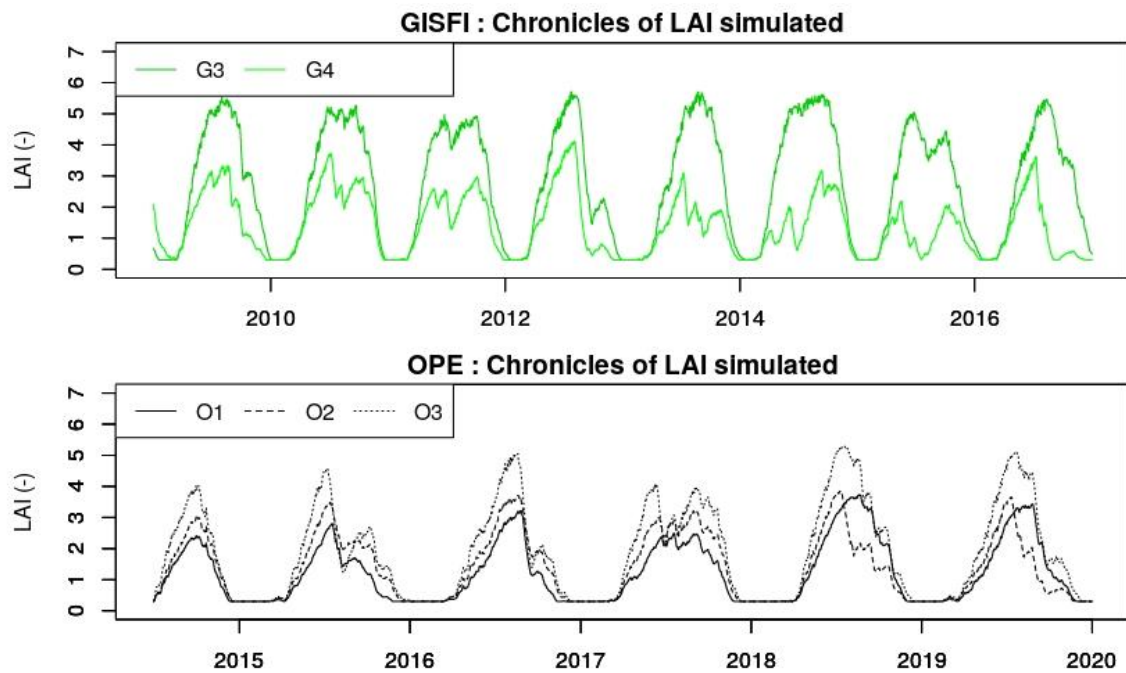 GISFI : Chronicles of LAI simulated
G3 G4
LAI (-)
7
6
5
4
3
2
1
0
2010 2012 2014 2016
OPE : Chronicles of LAI simulated
O1 O2 O3
LAI (-)
7
6
5
4
3
2
1
0
2015 2016 2017 2018 2019 2020